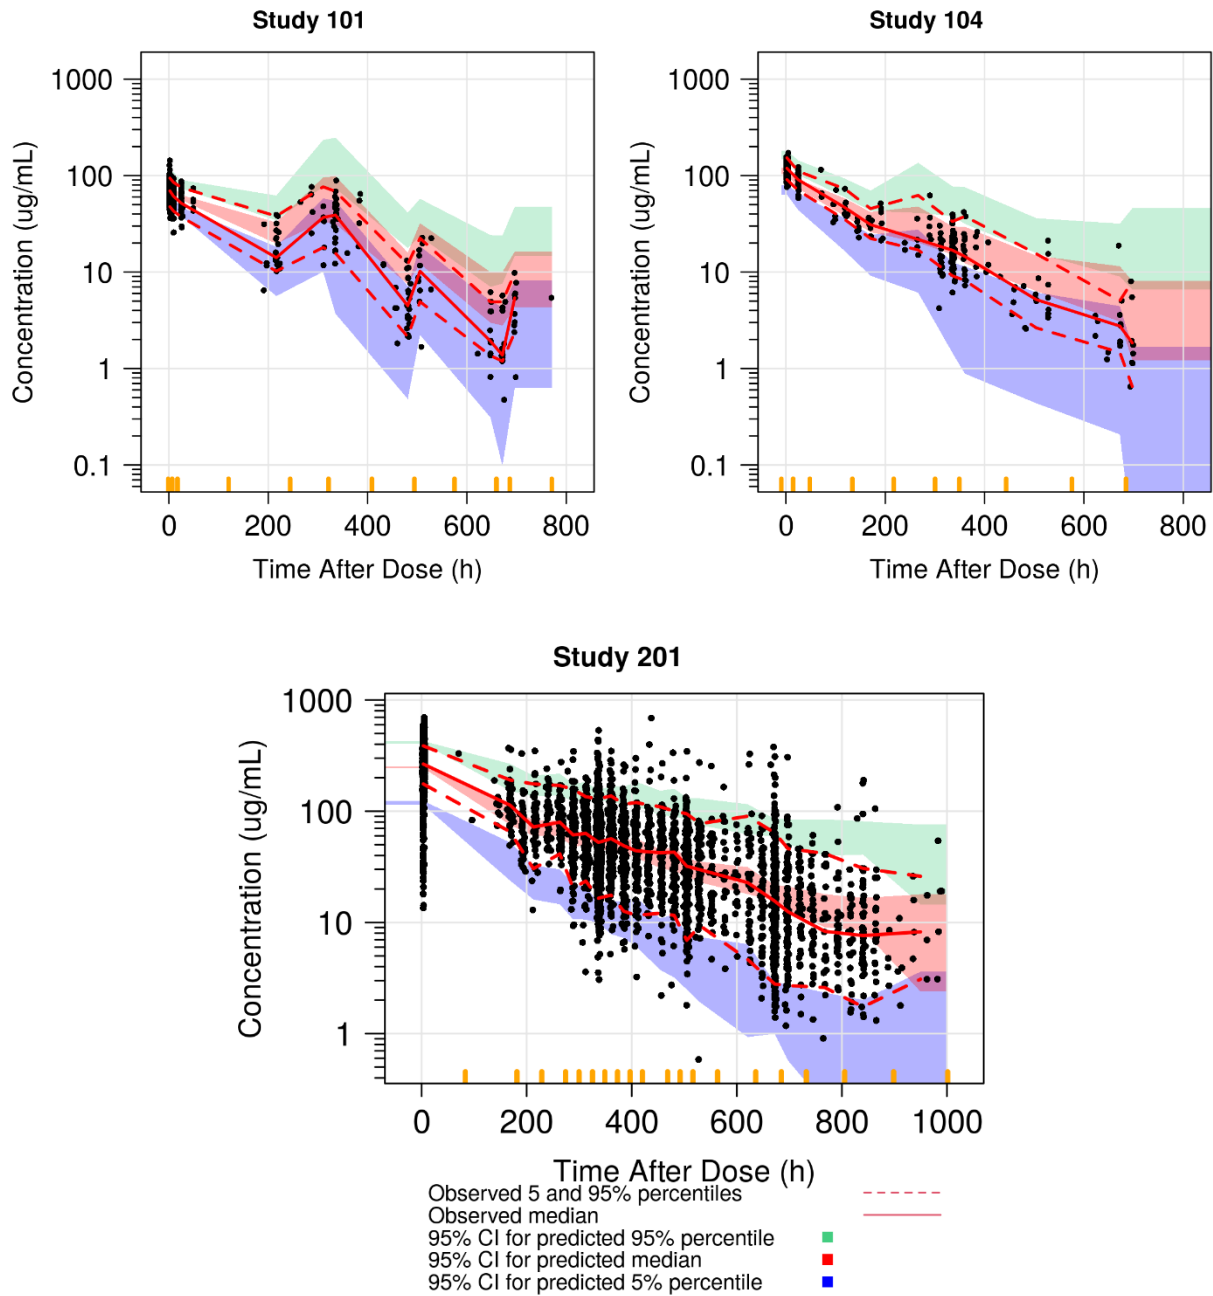 Study 101
Study 104
Concentration (ug/mL)
1000
100
10
1
0.1
0 200 400 600 800
Time After Dose (h)
Concentration (ug/mL)
1000
100
10
1
0.1
0 200 400 600 800
Time After Dose (h)
Study 201
Concentration (ug/mL)
1000
100
10
1
0 200 400 600 800 1000
Time After Dose (h)
Observed 5 and 95% percentiles
Observed median
95% CI for predicted 95% percentile
95% CI for predicted median
95% CI for predicted 5% percentile